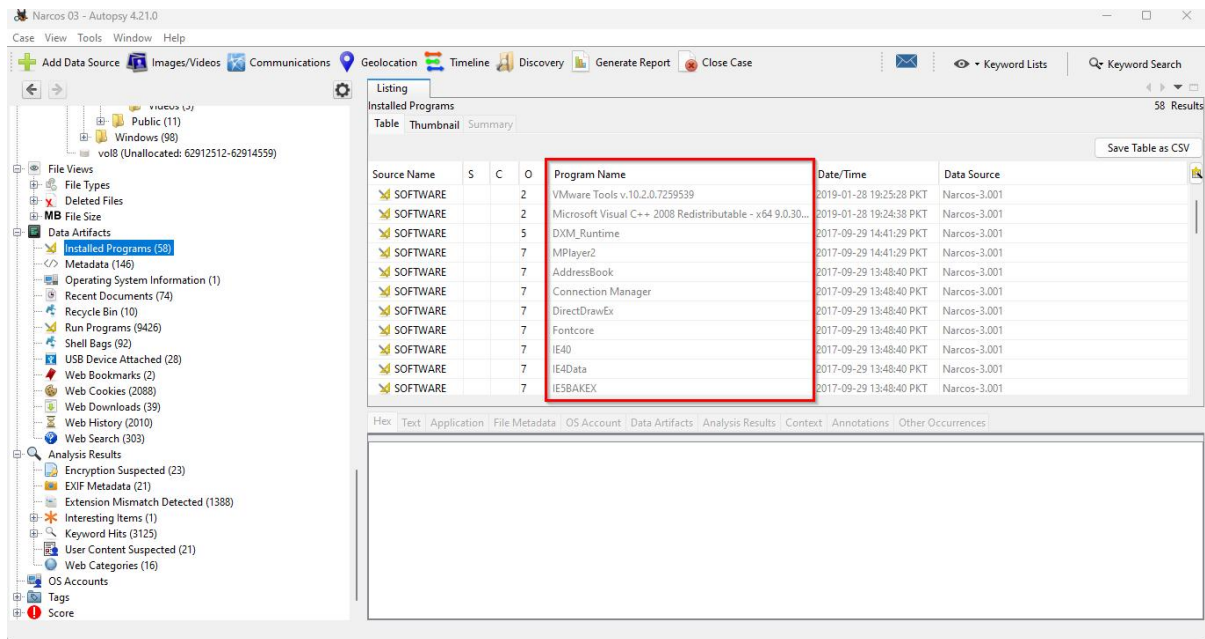 Narcos 03 - Autopsy 4.21.0
Case View Tools Window Help
Add Data Source Images/Videos Communications Geolocation Timeline Discovery Generate Report Close Case Keyword Lists Keyword Search
Videos (5)
Public (11)
Windows (98)
vol8 (Unallocated: 62912512-62914559)
File Views
File Types
Deleted Files
MB File Size
Data Artifacts
Installed Programs (58)
Metadata (146)
Operating System Information (1)
Recent Documents (74)
Recycle Bin (10)
Run Programs (9426)
Shell Bags (92)
USB Device Attached (28)
Web Bookmarks (2)
Web Cookies (2088)
Web Downloads (39)
Web History (2010)
Web Search (303)
Analysis Results
Encryption Suspected (23)
EXIF Metadata (21)
Extension Mismatch Detected (1388)
Interesting Items (1)
Keyword Hits (3125)
User Content Suspected (21)
Web Categories (16)
OS Accounts
Tags
Score
Listing
Installed Programs 58 Results
Table Thumbnail Summary
Save Table as CSV
Source Name S C O Program Name Date/Time Data Source
SOFTWARE 2 VMware Tools v.10.2.0.7259539 2019-01-28 19:25:28 PKT Narcos-3.001
SOFTWARE 2 Microsoft Visual C++ 2008 Redistributable - x64 9.0.30... 2019-01-28 19:24:38 PKT Narcos-3.001
SOFTWARE 5 DXM_Runtime 2017-09-29 14:41:29 PKT Narcos-3.001
SOFTWARE 7 MPlayer2 2017-09-29 14:41:29 PKT Narcos-3.001
SOFTWARE 7 AddressBook 2017-09-29 13:48:40 PKT Narcos-3.001
SOFTWARE 7 Connection Manager 2017-09-29 13:48:40 PKT Narcos-3.001
SOFTWARE 7 DirectDrawEx 2017-09-29 13:48:40 PKT Narcos-3.001
SOFTWARE 7 Fontcore 2017-09-29 13:48:40 PKT Narcos-3.001
SOFTWARE 7 IE40 2017-09-29 13:48:40 PKT Narcos-3.001
SOFTWARE 7 IE4Data 2017-09-29 13:48:40 PKT Narcos-3.001
SOFTWARE 7 IE5BAKEX 2017-09-29 13:48:40 PKT Narcos-3.001
Hex Text Application File Metadata OS Account Data Artifacts Analysis Results Context Annotations Other Occurrences